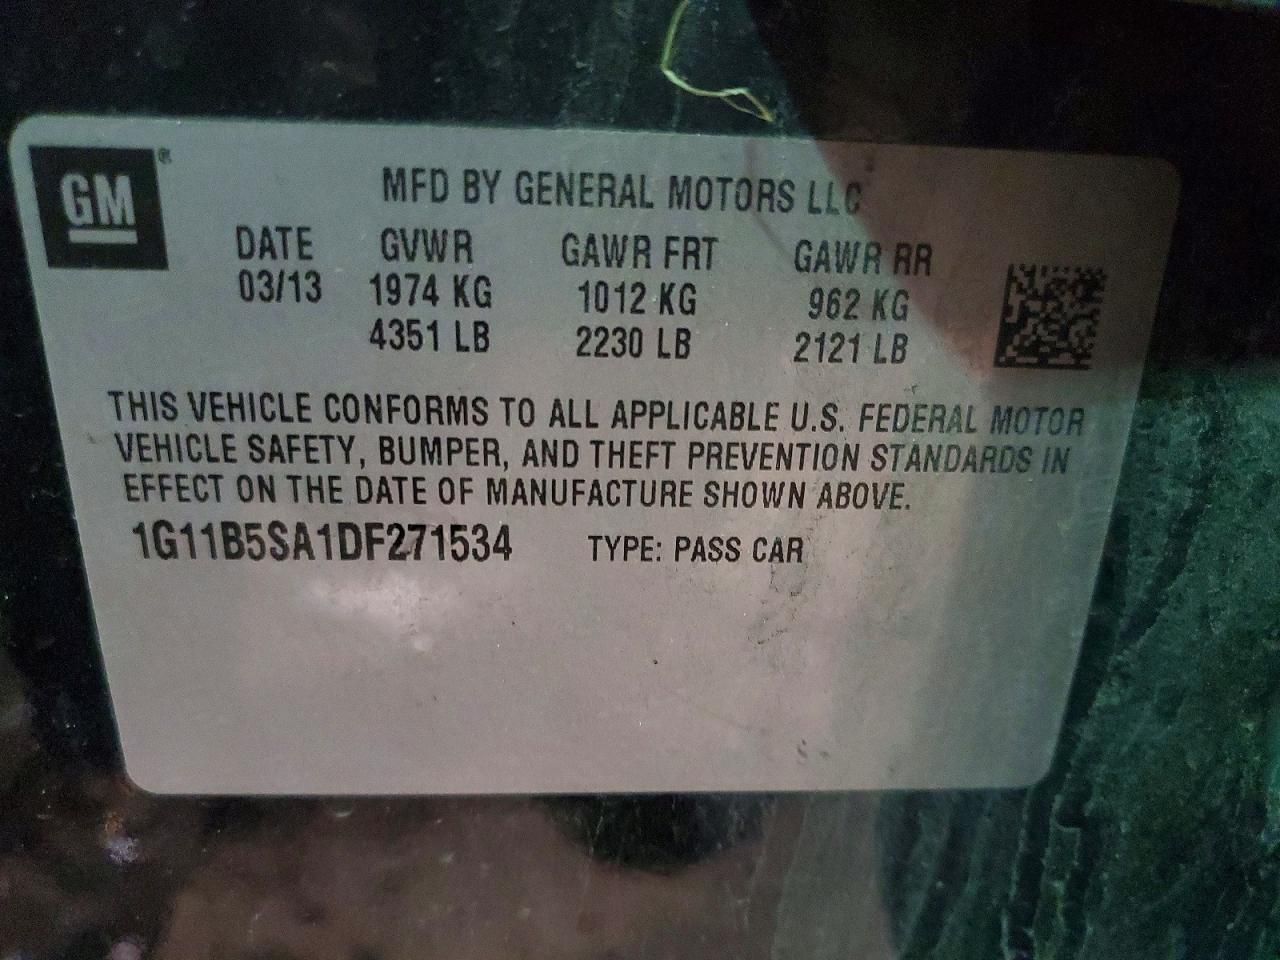 GM®
MFD BY GENERAL MOTORS LLC
DATE GVWR GAWR FRT GAWR RR
03/13 1974 KG 1012 KG 962 KG
4351 LB 2230 LB 2121 LB
THIS VEHICLE CONFORMS TO ALL APPLICABLE U.S. FEDERAL MOTOR
VEHICLE SAFETY, BUMPER, AND THEFT PREVENTION STANDARDS IN
EFFECT ON THE DATE OF MANUFACTURE SHOWN ABOVE.
1G11B5SA1DF271534 TYPE: PASS CAR